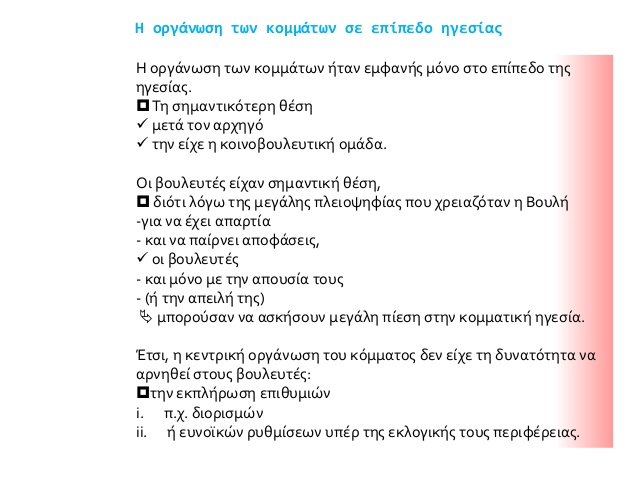 Η οργάνωση των κομμάτων σε επίπεδο ηγεσίας
Η οργάνωση των κομμάτων ήταν εμφανής μόνο στο επίπεδο της
ηγεσίας.
◘ Τη σημαντικότερη θέση
✓ μετά τον αρχηγό
✓ την είχε η κοινοβουλευτική ομάδα.
Οι βουλευτές είχαν σημαντική θέση,
◘ διότι λόγω της μεγάλης πλειοψηφίας που χρειαζόταν η Βουλή
-για να έχει απαρτία
- και να παίρνει αποφάσεις,
✓ οι βουλευτές
- και μόνο με την απουσία τους
- (ή την απειλή της)
⮱ μπορούσαν να ασκήσουν μεγάλη πίεση στην κομματική ηγεσία.
Έτσι, η κεντρική οργάνωση του κόμματος δεν είχε τη δυνατότητα να
αρνηθεί στους βουλευτές:
◘την εκπλήρωση επιθυμιών
i. π.χ. διορισμών
ii. ή ευνοϊκών ρυθμίσεων υπέρ της εκλογικής τους περιφέρειας.